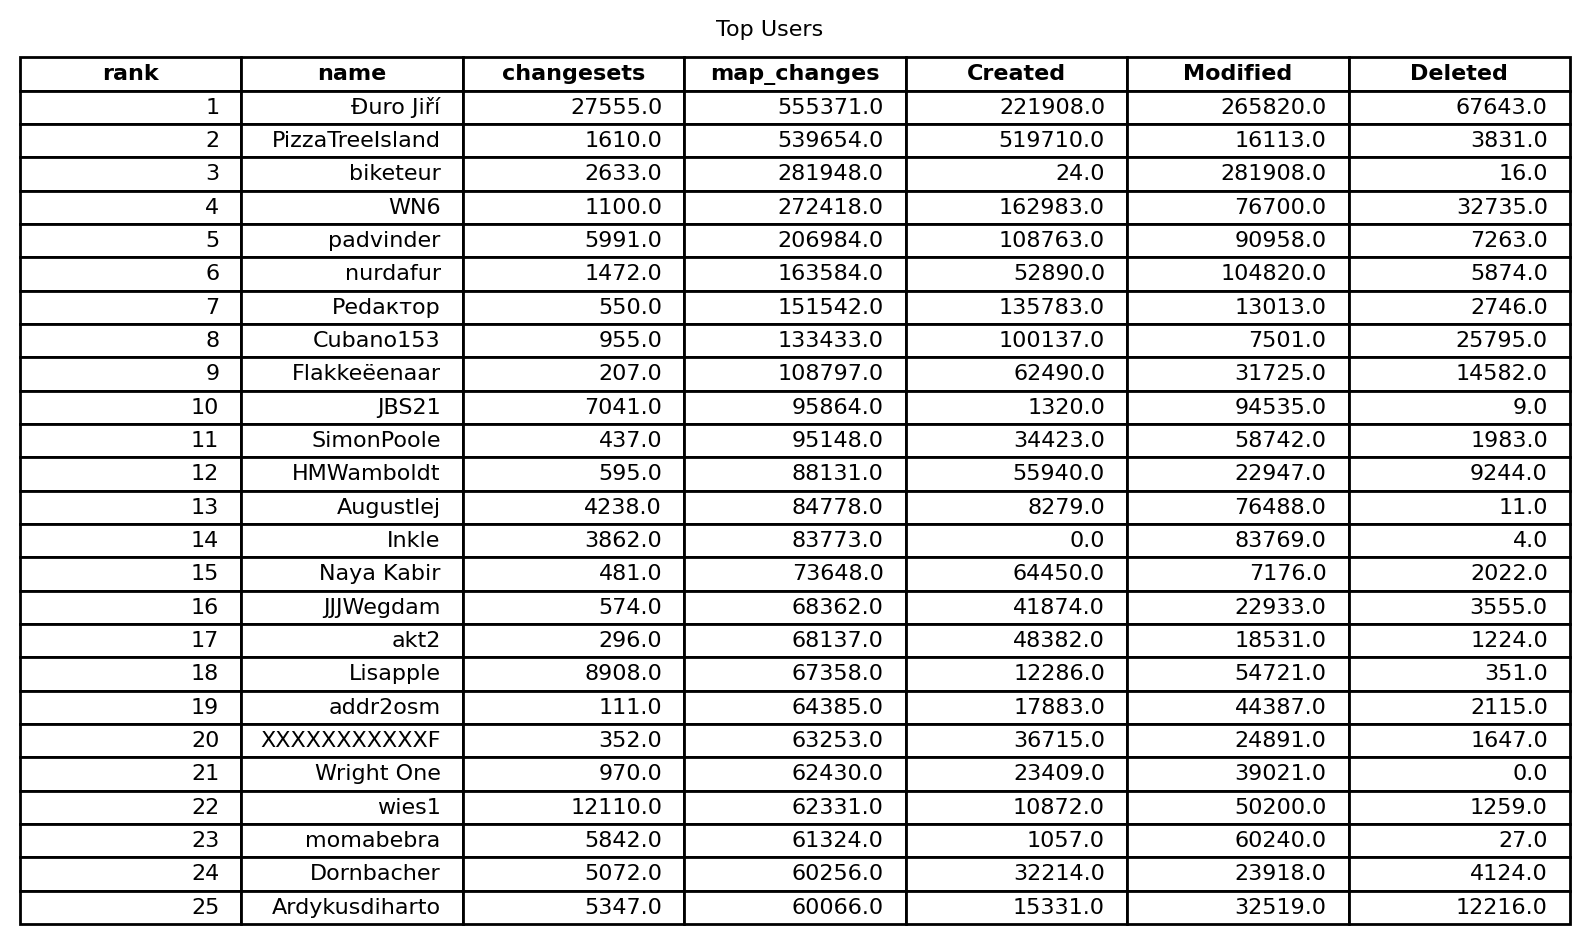 Top Users
rank name changesets map_changes Created Modified Deleted
1 Đuro Jiří 27555.0 555371.0 221908.0 265820.0 67643.0
2 PizzaTreeIsland 1610.0 539654.0 519710.0 16113.0 3831.0
3 biketeur 2633.0 281948.0 24.0 281908.0 16.0
4 WN6 1100.0 272418.0 162983.0 76700.0 32735.0
5 padvinder 5991.0 206984.0 108763.0 90958.0 7263.0
6 nurdafur 1472.0 163584.0 52890.0 104820.0 5874.0
7 Редактор 550.0 151542.0 135783.0 13013.0 2746.0
8 Cubano153 955.0 133433.0 100137.0 7501.0 25795.0
9 Flakkeëenaar 207.0 108797.0 62490.0 31725.0 14582.0
10 JBS21 7041.0 95864.0 1320.0 94535.0 9.0
11 SimonPoole 437.0 95148.0 34423.0 58742.0 1983.0
12 HMWamboldt 595.0 88131.0 55940.0 22947.0 9244.0
13 Augustlej 4238.0 84778.0 8279.0 76488.0 11.0
14 Inkle 3862.0 83773.0 0.0 83769.0 4.0
15 Naya Kabir 481.0 73648.0 64450.0 7176.0 2022.0
16 JJJWegdam 574.0 68362.0 41874.0 22933.0 3555.0
17 akt2 296.0 68137.0 48382.0 18531.0 1224.0
18 Lisapple 8908.0 67358.0 12286.0 54721.0 351.0
19 addr2osm 111.0 64385.0 17883.0 44387.0 2115.0
20 XXXXXXXXXXXF 352.0 63253.0 36715.0 24891.0 1647.0
21 Wright One 970.0 62430.0 23409.0 39021.0 0.0
22 wies1 12110.0 62331.0 10872.0 50200.0 1259.0
23 momabebra 5842.0 61324.0 1057.0 60240.0 27.0
24 Dornbacher 5072.0 60256.0 32214.0 23918.0 4124.0
25 Ardykusdiharto 5347.0 60066.0 15331.0 32519.0 12216.0